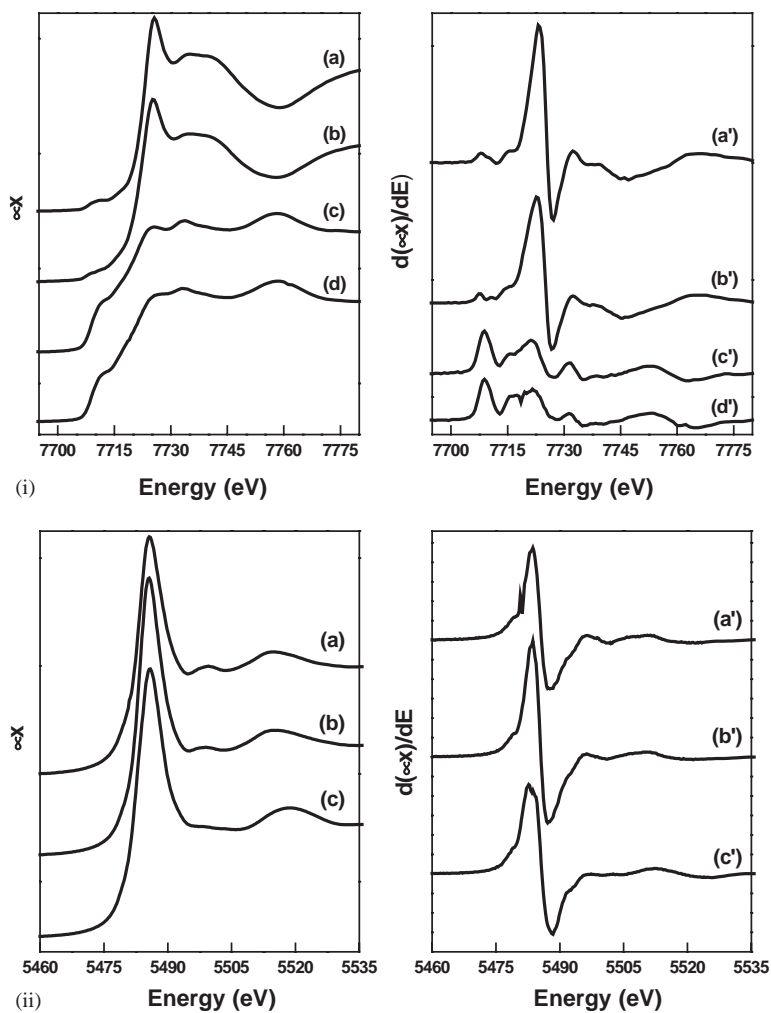 (a)
(b)
(c)
(d)
∝x
7700 7715 7730 7745 7760 7775
Energy (eV)
(i)
(a')
(b')
(c')
(d')
d(∝x)/dE
7700 7715 7730 7745 7760 7775
Energy (eV)
(a)
(b)
(c)
∝x
5460 5475 5490 5505 5520 5535
Energy (eV)
(ii)
(a')
(b')
(c')
d(∝x)/dE
5460 5475 5490 5505 5520 5535
Energy (eV)